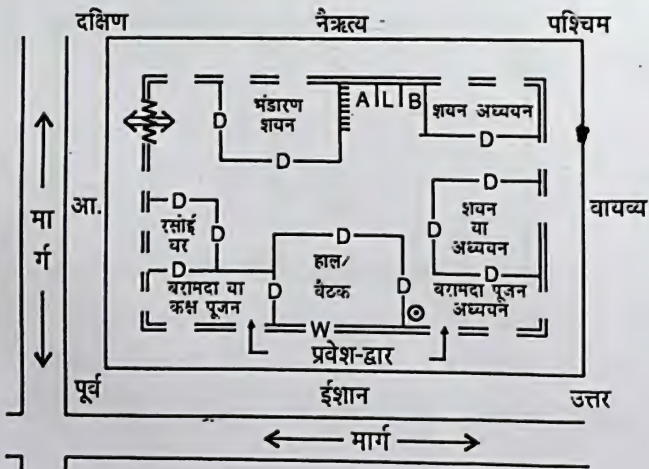 दक्षिण नैऋत्य पश्चिम
भंडारण
शयन
A L B
शयन अध्ययन
D
D
D
मार्ग
आ.
वायव्य
D
D
रसोई
घर
D
D
हाल/
बैठक
D
D
D
शयन
या
अध्ययन
D
D
बरामदा या
कक्ष पूजन
बरामदा पूजन
अध्ययन
W
प्रवेश-द्वार
पूर्व ईशान उत्तर
मार्ग